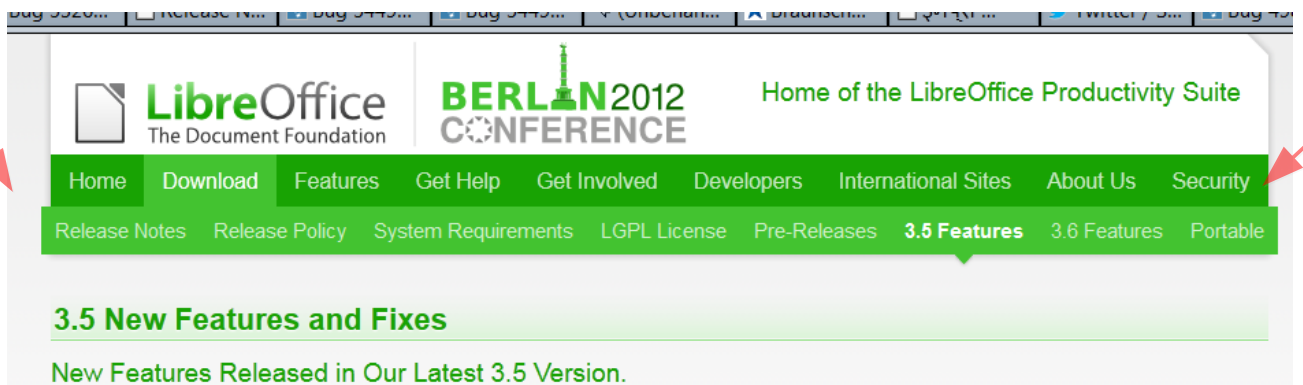 LibreOffice
The Document Foundation
BERLIN 2012
CONFERENCE
Home of the LibreOffice Productivity Suite
Home Download Features Get Help Get Involved Developers International Sites About Us Security
Release Notes Release Policy System Requirements LGPL License Pre-Releases 3.5 Features 3.6 Features Portable
3.5 New Features and Fixes
New Features Released in Our Latest 3.5 Version.